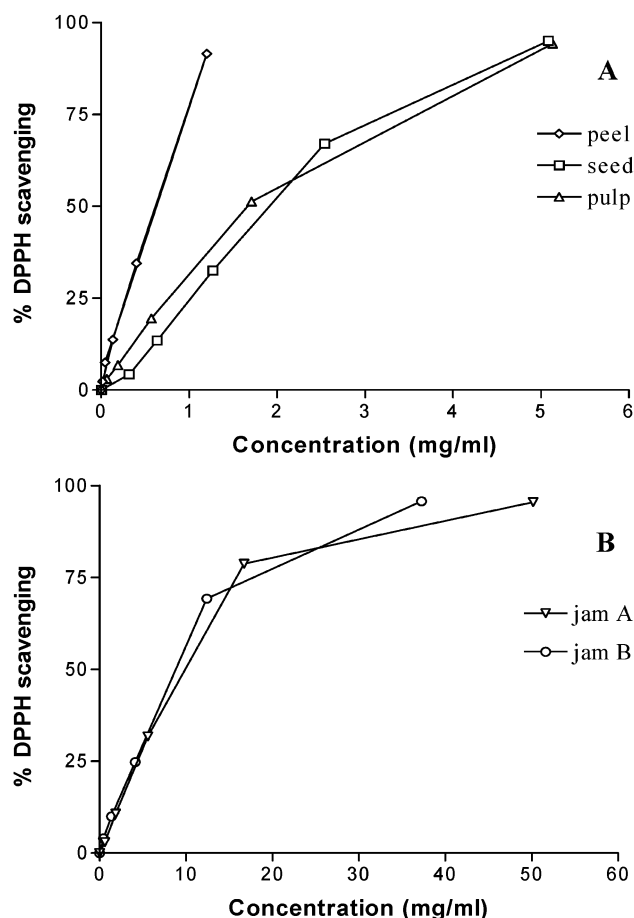 100
A
75
peel
seed
50
pulp
25
0
0 1 2 3 4 5 6
% DPPH scavenging
Concentration (mg/ml)
100
B
75
jam A
jam B
50
25
0
0 10 20 30 40 50 60
% DPPH scavenging
Concentration (mg/ml)